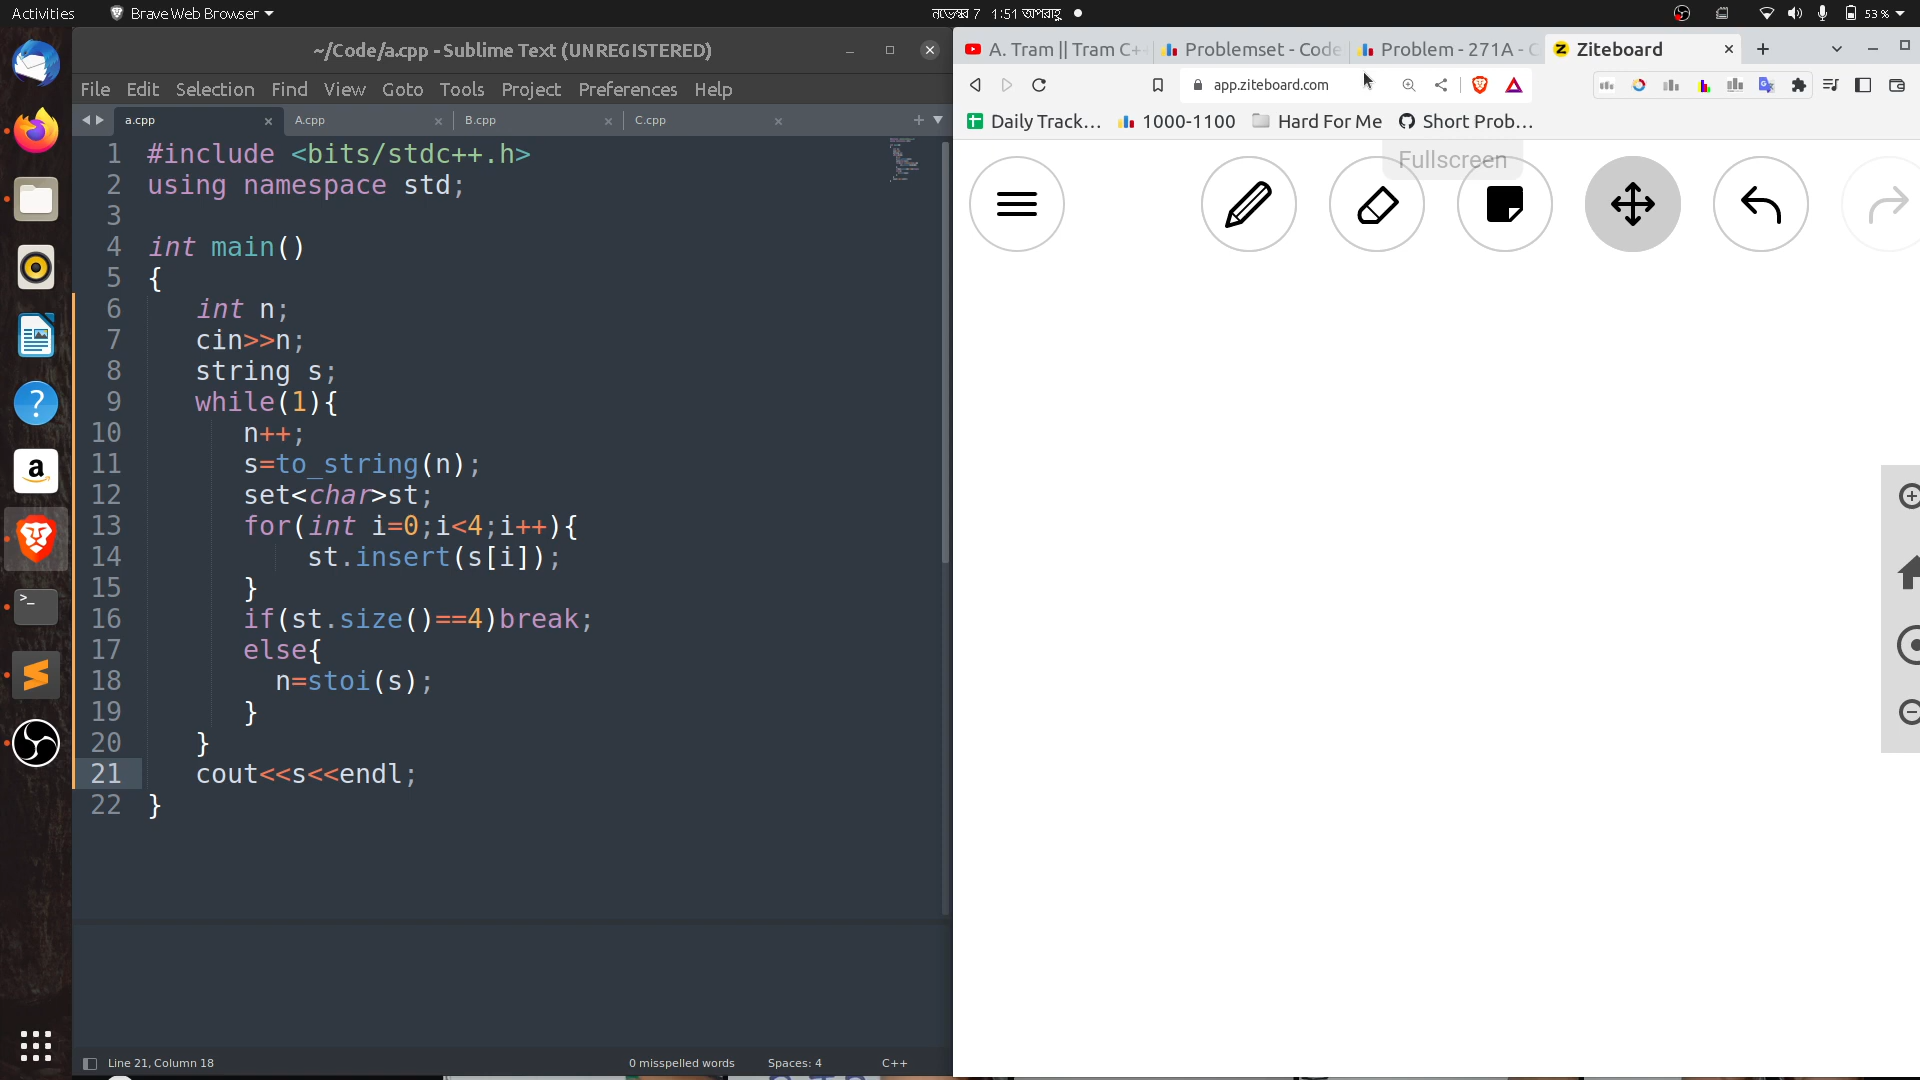 Activities
Brave Web Browser
নভেম্বর 7 1:51 অপরাহ্ণ
53 %
~/Code/a.cpp - Sublime Text (UNREGISTERED)
File Edit Selection Find View Goto Tools Project Preferences Help
a.cpp
A.cpp
B.cpp
C.cpp
1 #include <bits/stdc++.h>
2 using namespace std;
3
4 int main()
5 {
6 int n;
7 cin>>n;
8 string s;
9 while(1){
10 n++;
11 s=to_string(n);
12 set<char>st;
13 for(int i=0;i<4;i++){
14 st.insert(s[i]);
15 }
16 if(st.size()==4)break;
17 else{
18 n=stoi(s);
19 }
20 }
21 cout<<s<<endl;
22 }
Line 21, Column 18
0 misspelled words
Spaces: 4
C++
A. Tram || Tram C++
Problemset - Code
Problem - 271A - C
Ziteboard
app.ziteboard.com
Daily Track...
1000-1100
Hard For Me
Short Prob...
Fullscreen